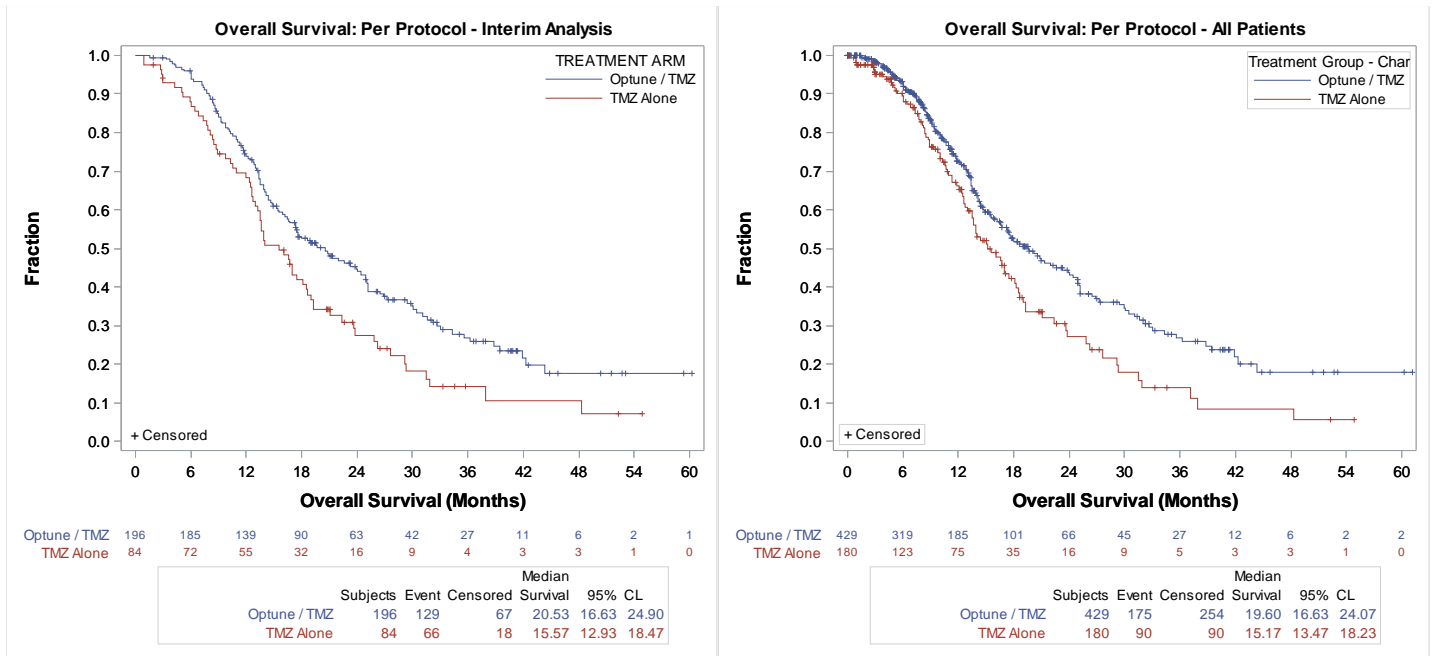 Overall Survival: Per Protocol - Interim Analysis
TREATMENT ARM
Optune / TMZ
TMZ Alone
Fraction
1.0
0.9
0.8
0.7
0.6
0.5
0.4
0.3
0.2
0.1
0.0
+ Censored
0 6 12 18 24 30 36 42 48 54 60
Overall Survival (Months)
Optune / TMZ 196 185 139 90 63 42 27 11 6 2 1
TMZ Alone 84 72 55 32 16 9 4 3 3 1 0
Median
Subjects Event Censored Survival 95% CL
Optune / TMZ 196 129 67 20.53 16.63 24.90
TMZ Alone 84 66 18 15.57 12.93 18.47
Overall Survival: Per Protocol - All Patients
Treatment Group - Char
Optune / TMZ
TMZ Alone
Fraction
1.0
0.9
0.8
0.7
0.6
0.5
0.4
0.3
0.2
0.1
0.0
+ Censored
0 6 12 18 24 30 36 42 48 54 60
Overall Survival (Months)
Optune / TMZ 429 319 185 101 66 45 27 12 6 2 2
TMZ Alone 180 123 75 35 16 9 5 3 3 1 0
Median
Subjects Event Censored Survival 95% CL
Optune / TMZ 429 175 254 19.60 16.63 24.07
TMZ Alone 180 90 90 15.17 13.47 18.23